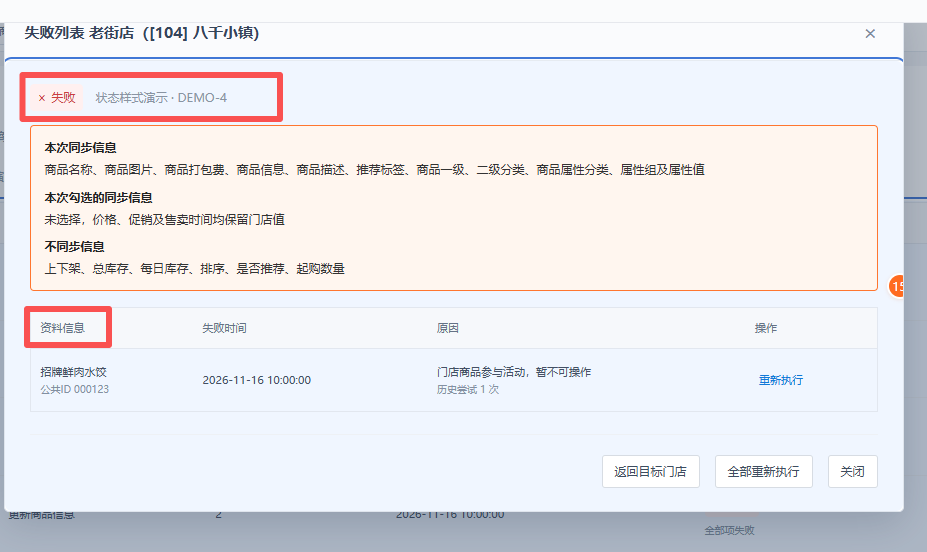 失败列表 老街店（[104] 八千小镇)
×
× 失败 状态样式演示 · DEMO-4
本次同步信息
商品名称、商品图片、商品打包费、商品信息、商品描述、推荐标签、商品一级、二级分类、商品属性分类、属性组及属性值
本次勾选的同步信息
未选择，价格、促销及售卖时间均保留门店值
不同步信息
上下架、总库存、每日库存、排序、是否推荐、起购数量
15
资料信息 失败时间 原因 操作
招牌鲜肉水饺 2026-11-16 10:00:00 门店商品参与活动，暂不可操作 重新执行
公共ID 000123 历史尝试 1 次
返回目标门店 全部重新执行 关闭
更新商品信息 2 2026-11-16 10:00:00
全部项失败